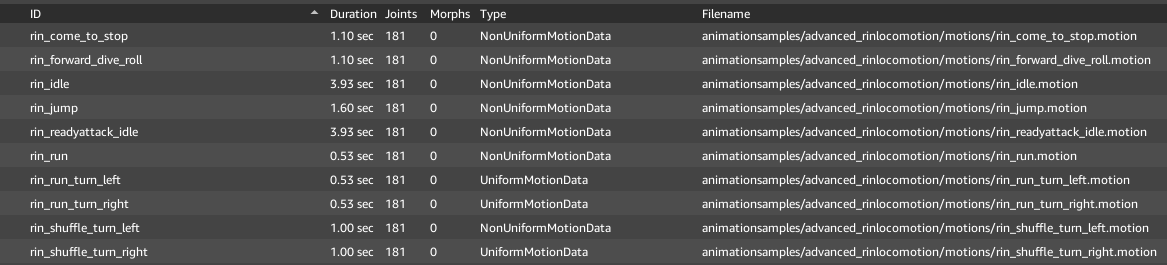 ID Duration Joints Morphs Type Filename
rin_come_to_stop 1.10 sec 181 0 NonUniformMotionData animationsamples/advanced_rinlocomotion/motions/rin_come_to_stop.motion
rin_forward_dive_roll 1.10 sec 181 0 NonUniformMotionData animationsamples/advanced_rinlocomotion/motions/rin_forward_dive_roll.motion
rin_idle 3.93 sec 181 0 NonUniformMotionData animationsamples/advanced_rinlocomotion/motions/rin_idle.motion
rin_jump 1.60 sec 181 0 NonUniformMotionData animationsamples/advanced_rinlocomotion/motions/rin_jump.motion
rin_readyattack_idle 3.93 sec 181 0 NonUniformMotionData animationsamples/advanced_rinlocomotion/motions/rin_readyattack_idle.motion
rin_run 0.53 sec 181 0 NonUniformMotionData animationsamples/advanced_rinlocomotion/motions/rin_run.motion
rin_run_turn_left 0.53 sec 181 0 UniformMotionData animationsamples/advanced_rinlocomotion/motions/rin_run_turn_left.motion
rin_run_turn_right 0.53 sec 181 0 UniformMotionData animationsamples/advanced_rinlocomotion/motions/rin_run_turn_right.motion
rin_shuffle_turn_left 1.00 sec 181 0 NonUniformMotionData animationsamples/advanced_rinlocomotion/motions/rin_shuffle_turn_left.motion
rin_shuffle_turn_right 1.00 sec 181 0 UniformMotionData animationsamples/advanced_rinlocomotion/motions/rin_shuffle_turn_right.motion